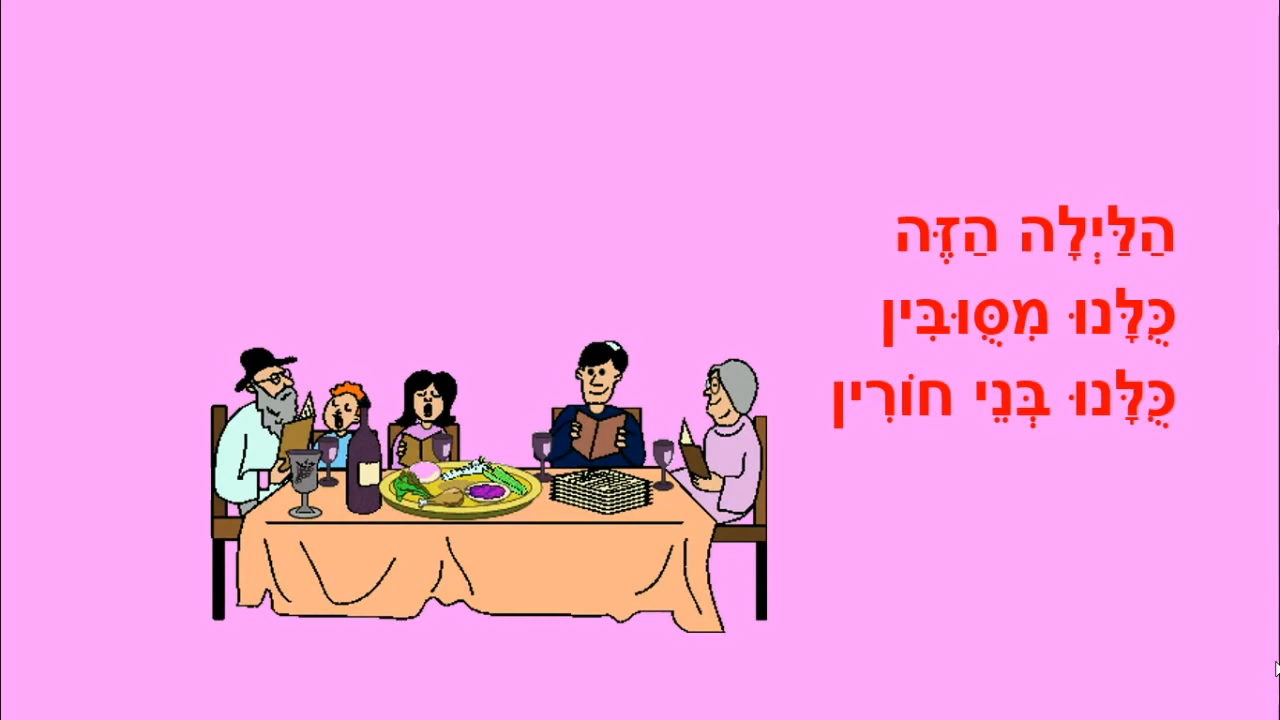 הַלַּיְלָה הַזֶּה
כֻּלָּנוּ מְסֻוּבִּין
כֻּלָּנוּ בְּנֵי חוֹרִין